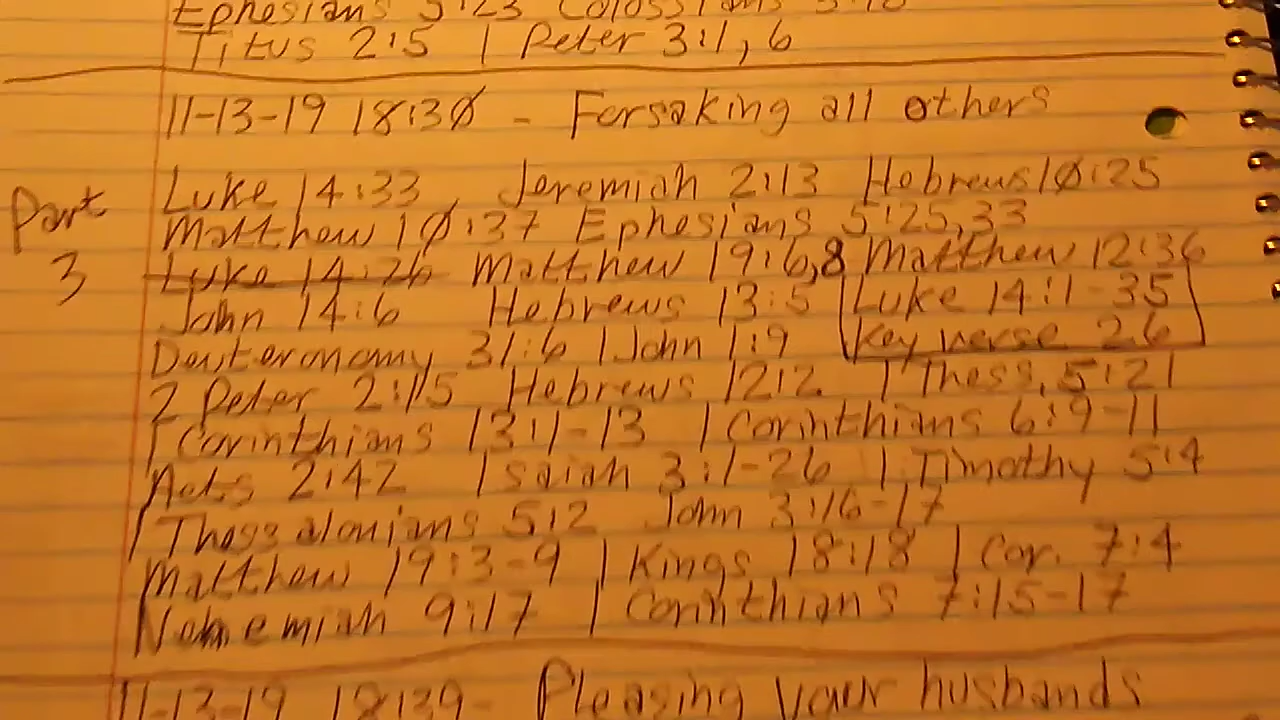 Ephesians 5:23 Colossians 3:18
Titus 2:5 1 Peter 3:1,6
11-13-19 18:30 - Forsaking all others
Part 3
Luke 14:33 Jeremiah 2:13 Hebrews 10:25
Matthew 10:37 Ephesians 5:25,33
Luke 14:26 Matthew 19:6,8 Matthew 12:36
John 14:6 Hebrews 13:5 Luke 14:1-35
Deuteronomy 31:6 1 John 1:9 Key verse 26
2 Peter 2:15 Hebrews 12:2 1 Thess. 5:21
1 Corinthians 13:1-13 1 Corinthians 6:9-11
Acts 2:42 Isaiah 3:1-26 1 Timothy 5:4
1 Thessalonians 5:2 John 3:16-17
Matthew 19:3-9 1 Kings 18:18 1 Cor. 7:4
Nehemiah 9:17 1 Corinthians 7:15-17
11-13-19 18:39 - Pleasing your husbands